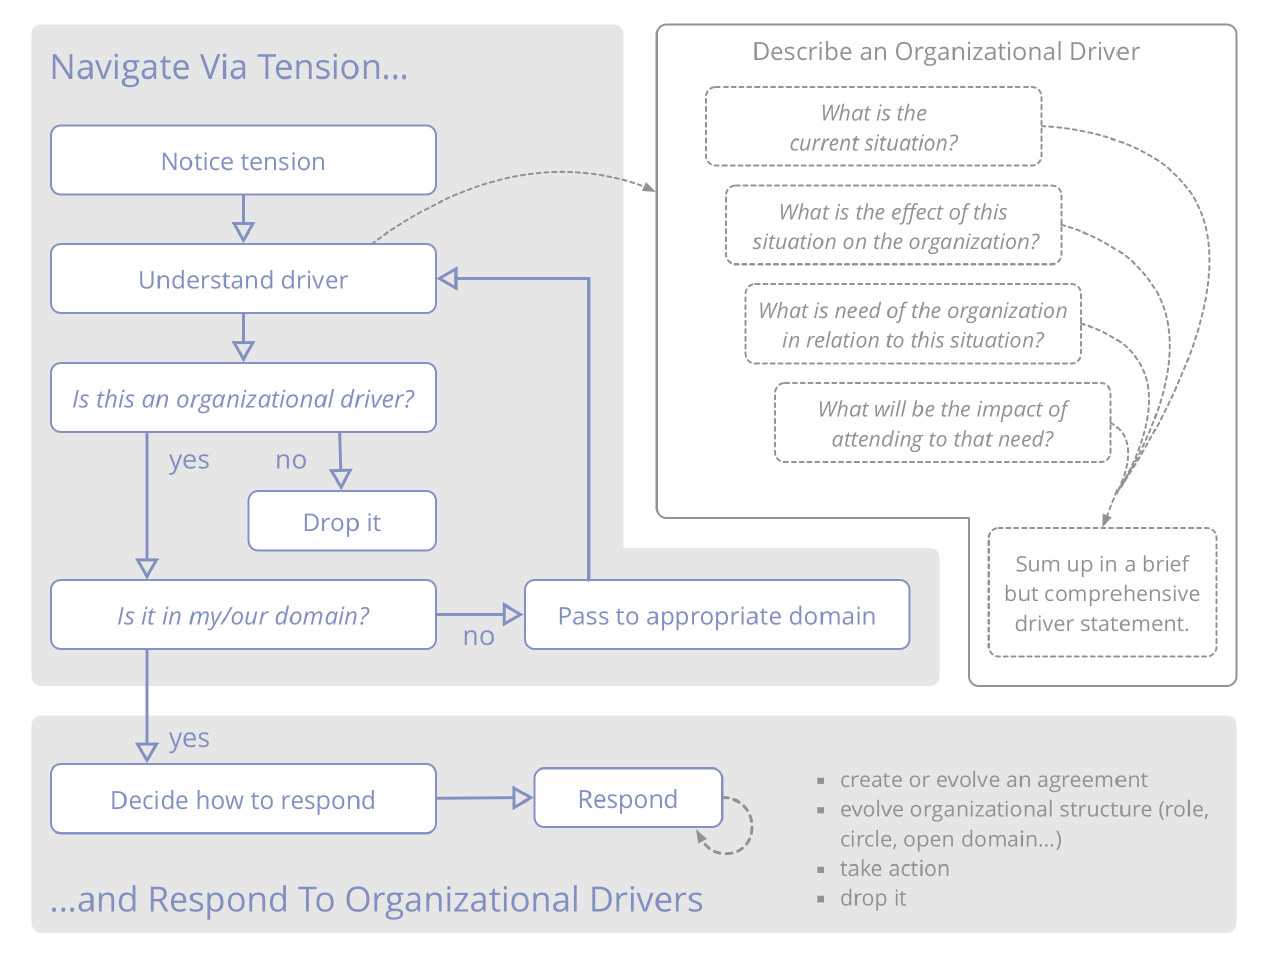 Navigate Via Tension...
Notice tension
Understand driver
Is this an organizational driver?
yes
no
Drop it
Is it in my/our domain?
no
Pass to appropriate domain
Describe an Organizational Driver
What is the
current situation?
What is the effect of this
situation on the organization?
What is need of the organization
in relation to this situation?
What will be the impact of
attending to that need?
Sum up in a brief
but comprehensive
driver statement.
yes
Decide how to respond
Respond
▪ create or evolve an agreement
▪ evolve organizational structure (role,
circle, open domain...)
▪ take action
▪ drop it
...and Respond To Organizational Drivers